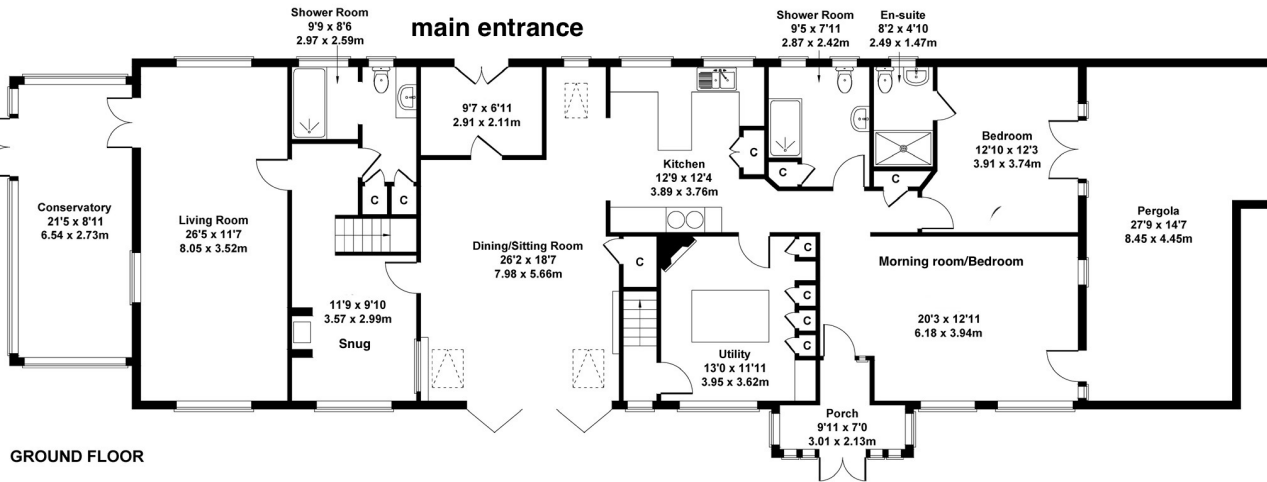 main entrance
Shower Room
9'9 x 8'6
2.97 x 2.59m
Shower Room
9'5 x 7'11
2.87 x 2.42m
En-suite
8'2 x 4'10
2.49 x 1.47m
9'7 x 6'11
2.91 x 2.11m
Bedroom
12'10 x 12'3
3.91 x 3.74m
Kitchen
12'9 x 12'4
3.89 x 3.76m
C
C
C
C
C
Conservatory
21'5 x 8'11
6.54 x 2.73m
Living Room
26'5 x 11'7
8.05 x 3.52m
Dining/Sitting Room
26'2 x 18'7
7.98 x 5.66m
C
C
C
C
C
Pergola
27'9 x 14'7
8.45 x 4.45m
Morning room/Bedroom
20'3 x 12'11
6.18 x 3.94m
11'9 x 9'10
3.57 x 2.99m
Snug
Utility
13'0 x 11'11
3.95 x 3.62m
Porch
9'11 x 7'0
3.01 x 2.13m
GROUND FLOOR